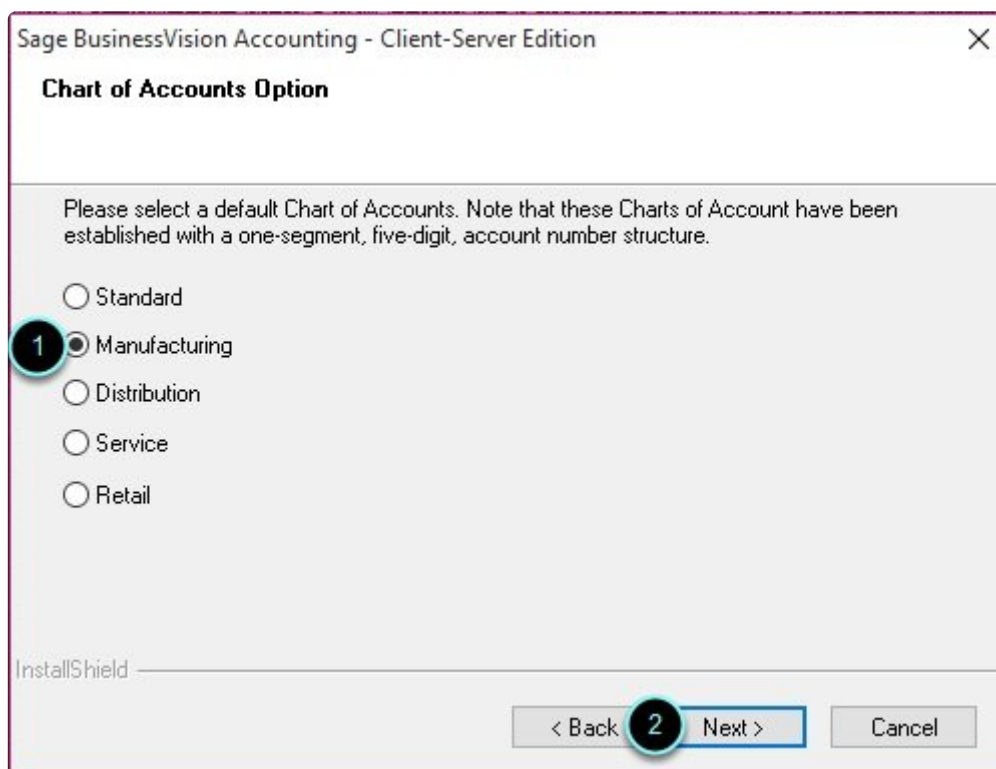 Sage BusinessVision Accounting - Client-Server Edition
Chart of Accounts Option
Please select a default Chart of Accounts. Note that these Charts of Account have been
established with a one-segment, five-digit, account number structure.
Standard
1 Manufacturing
Distribution
Service
Retail
InstallShield
< Back 2 Next > Cancel